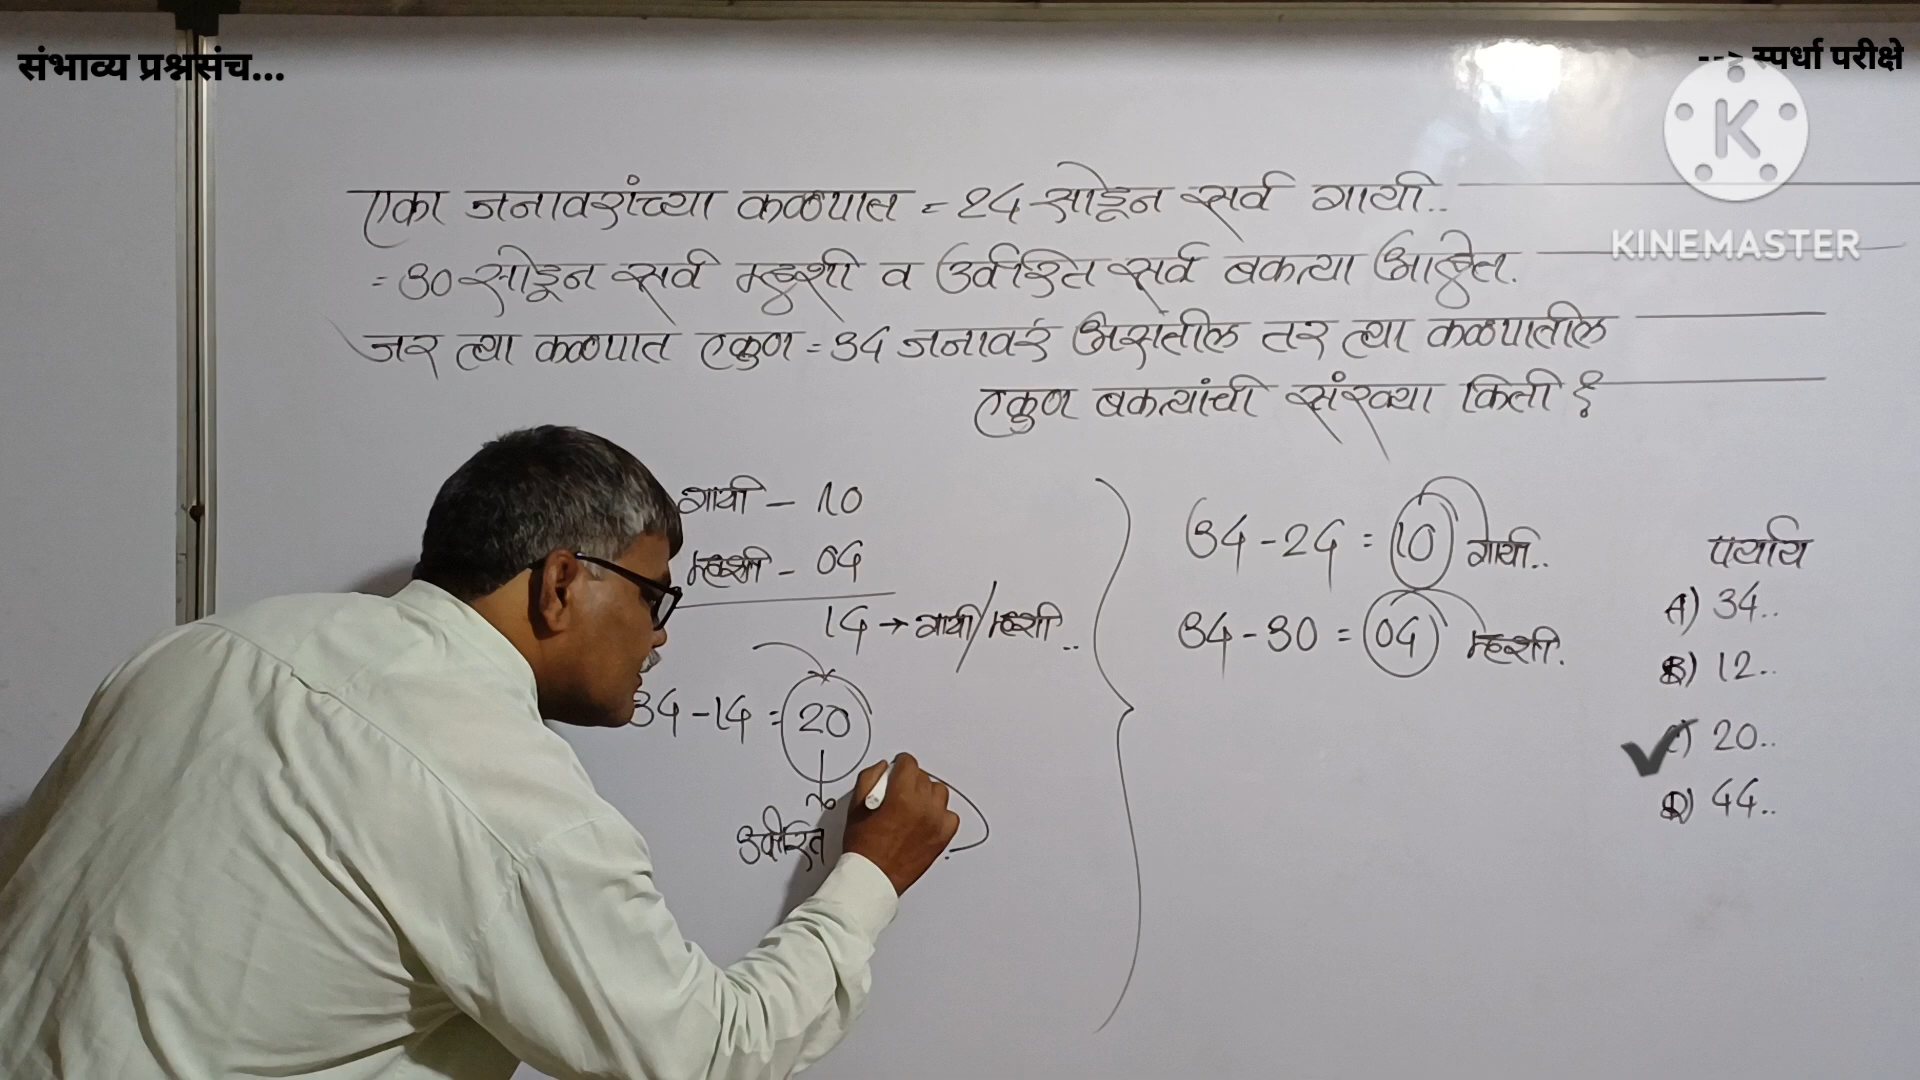 संभाव्य प्रश्नसंच...
--> स्पर्धा परीक्षे
KINEMASTER
एका जनावरांच्या कळपात = 24 सोडून सर्व गायी..
= 30 सोडून सर्व म्हशी व उर्वरित सर्व बकऱ्या आहेत.
जर त्या कळपात एकुण = 34 जनावरं असतील तर त्या कळपातील
एकुण बकऱ्यांची संख्या किती ?
गायी - 10
म्हशी - 04
14 → गायी/म्हशी..
34 - 14 = 20
उर्वरित
34 - 24 = 10 गायी..
34 - 30 = 04 म्हशी.
पर्याय
A) 34..
B) 12..
C) 20..
D) 44..